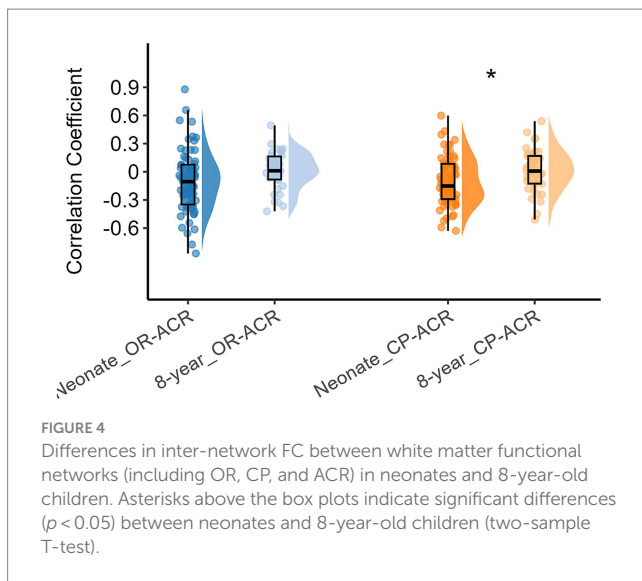 *
Correlation Coefficient
0.9
0.6
0.3
0
-0.3
-0.6
Neonate_OR-ACR
8-year_OR-ACR
Neonate_CP-ACR
8-year_CP-ACR
FIGURE 4
Differences in inter-network FC between white matter functional
networks (including OR, CP, and ACR) in neonates and 8-year-old
children. Asterisks above the box plots indicate significant differences
(p < 0.05) between neonates and 8-year-old children (two-sample
T-test).